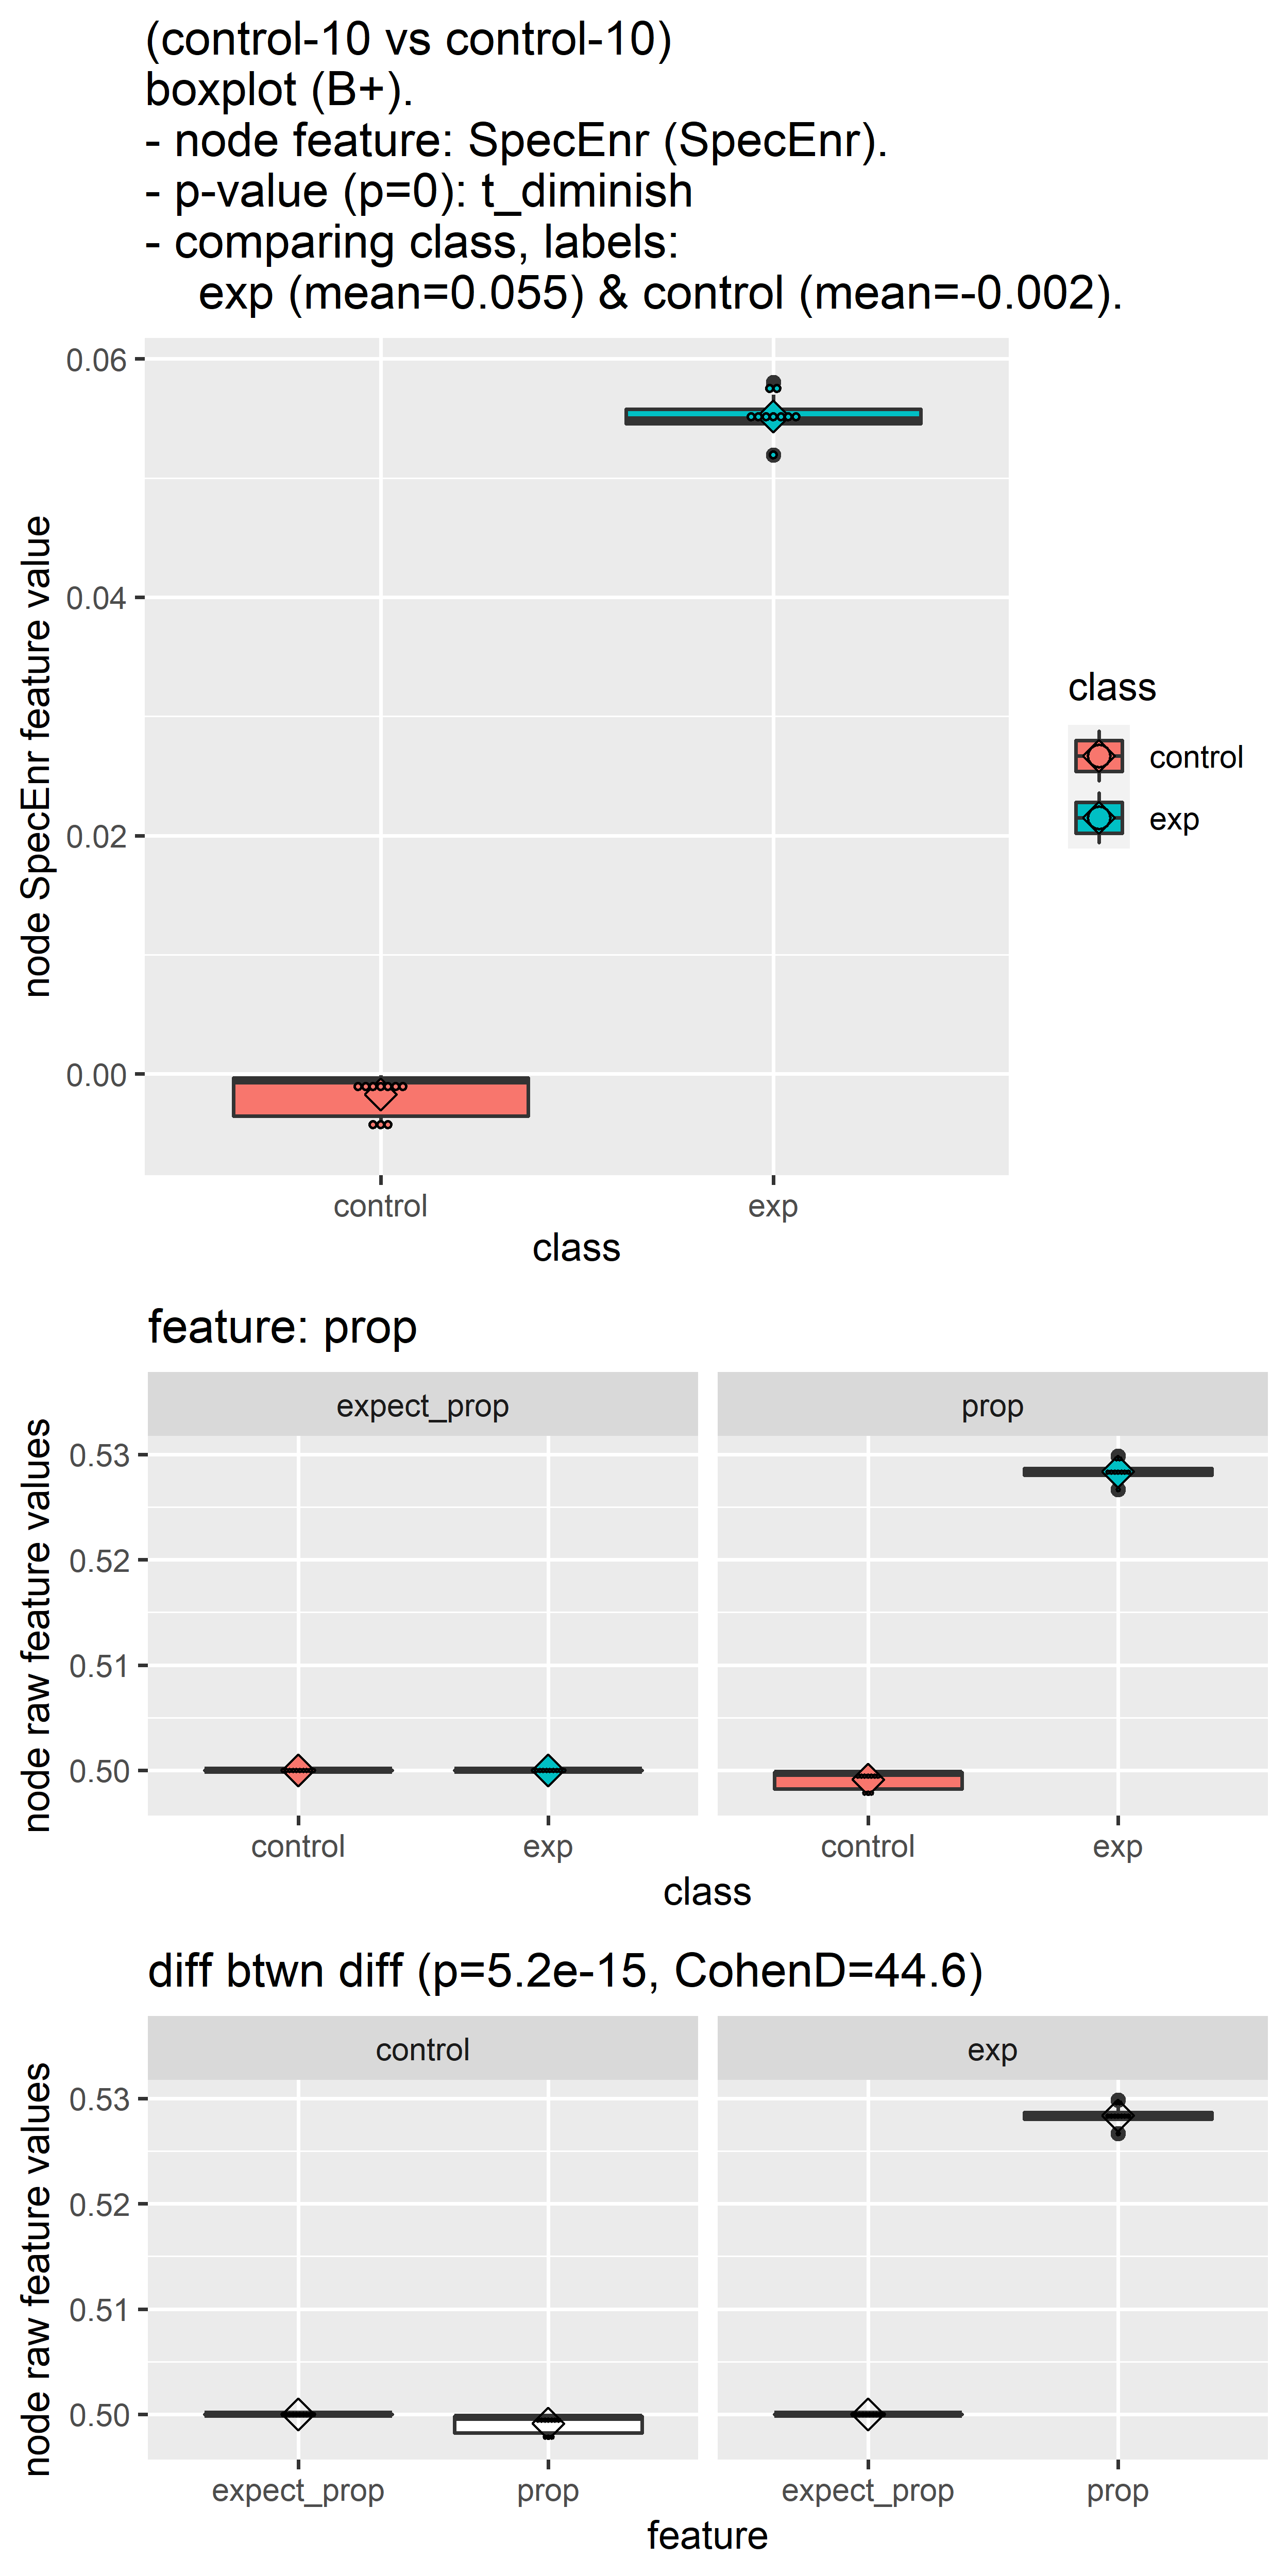 (control-10 vs control-10)
boxplot (B+).
- node feature: SpecEnr (SpecEnr).
- p-value (p=0): t_diminish
- comparing class, labels:
exp (mean=0.055) & control (mean=-0.002).
node SpecEnr feature value
0.06
0.04
0.02
0.00
control
exp
class
class
control
exp
feature: prop
node raw feature values
expect_prop
prop
0.53
0.52
0.51
0.50
control
exp
control
exp
class
diff btwn diff (p=5.2e-15, CohenD=44.6)
node raw feature values
control
exp
0.53
0.52
0.51
0.50
expect_prop
prop
expect_prop
prop
feature